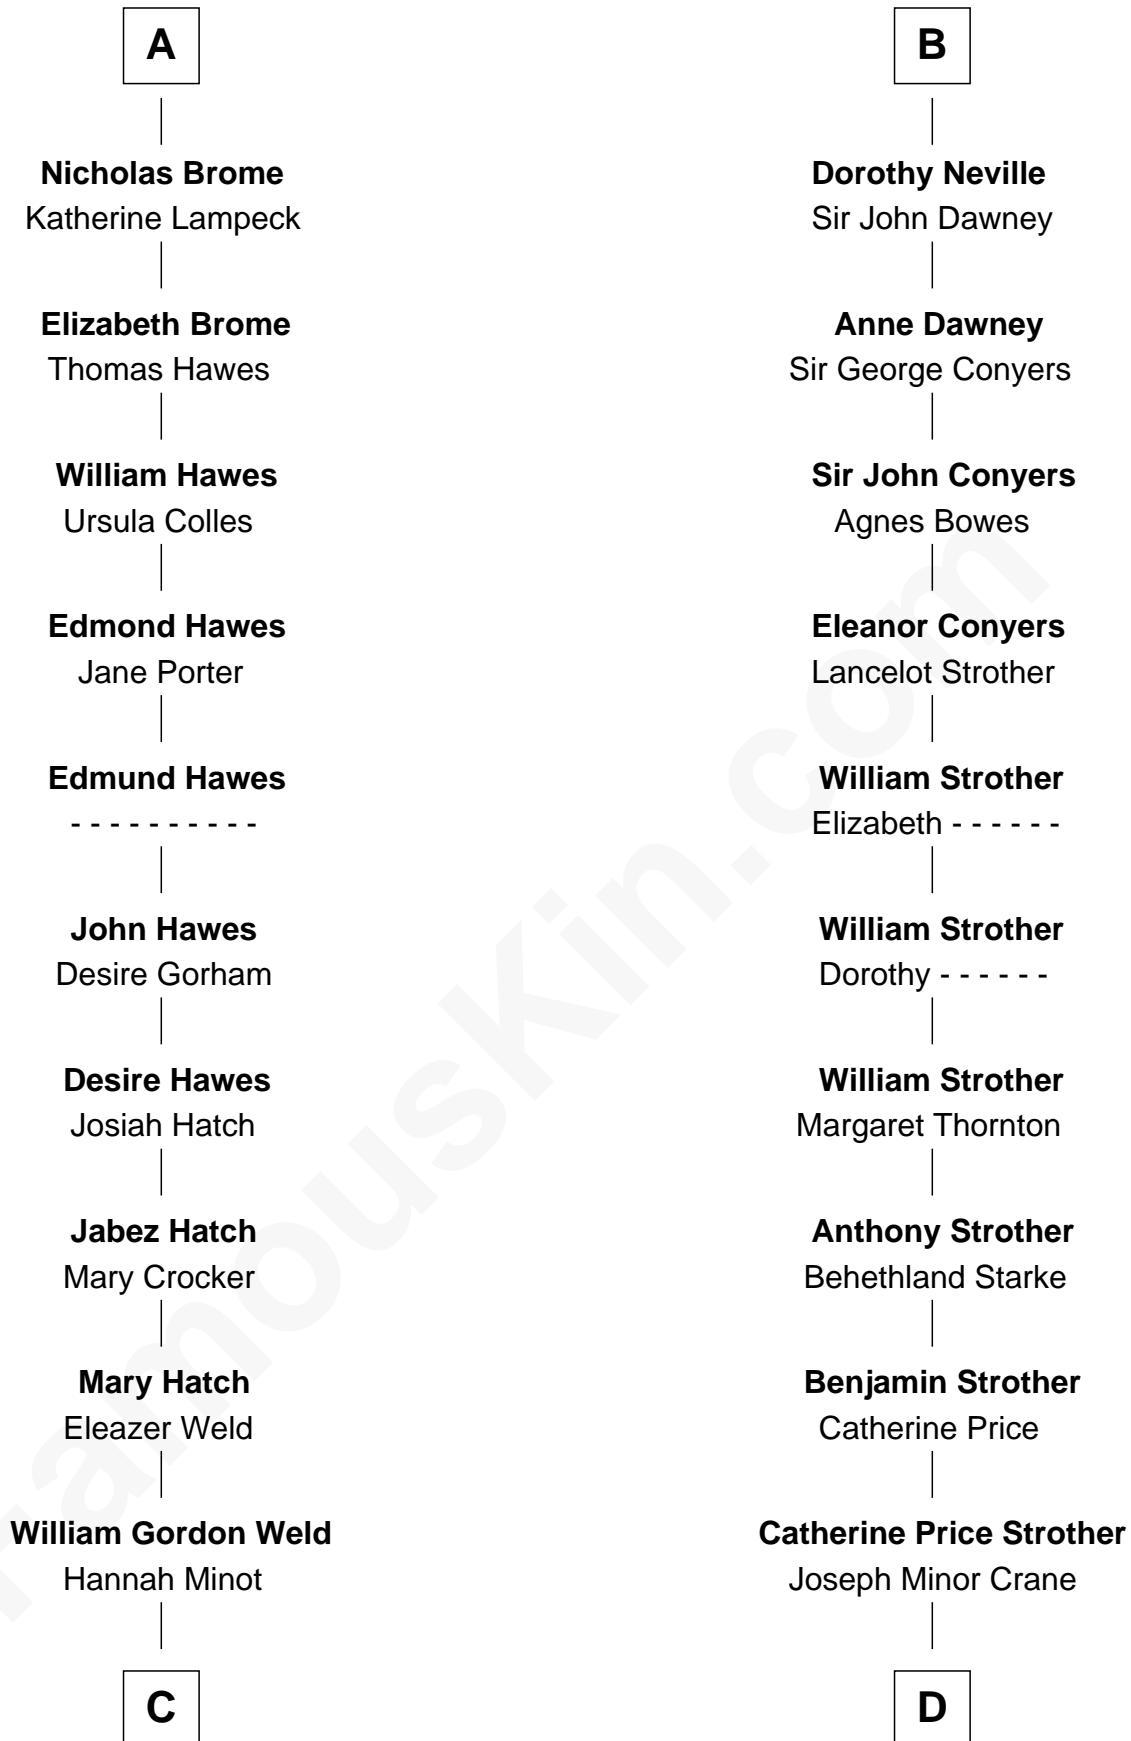 A
Nicholas Brome
Katherine Lampeck
Elizabeth Brome
Thomas Hawes
William Hawes
Ursula Colles
Edmond Hawes
Jane Porter
Edmund Hawes
- - - - - - - - - -
John Hawes
Desire Gorham
Desire Hawes
Josiah Hatch
Jabez Hatch
Mary Crocker
Mary Hatch
Eleazer Weld
William Gordon Weld
Hannah Minot
C
B
Dorothy Neville
Sir John Dawney
Anne Dawney
Sir George Conyers
Sir John Conyers
Agnes Bowes
Eleanor Conyers
Lancelot Strother
William Strother
Elizabeth - - - - - -
William Strother
Dorothy - - - - - -
William Strother
Margaret Thornton
Anthony Strother
Behethland Starke
Benjamin Strother
Catherine Price
Catherine Price Strother
Joseph Minor Crane
D
FamousKin.com